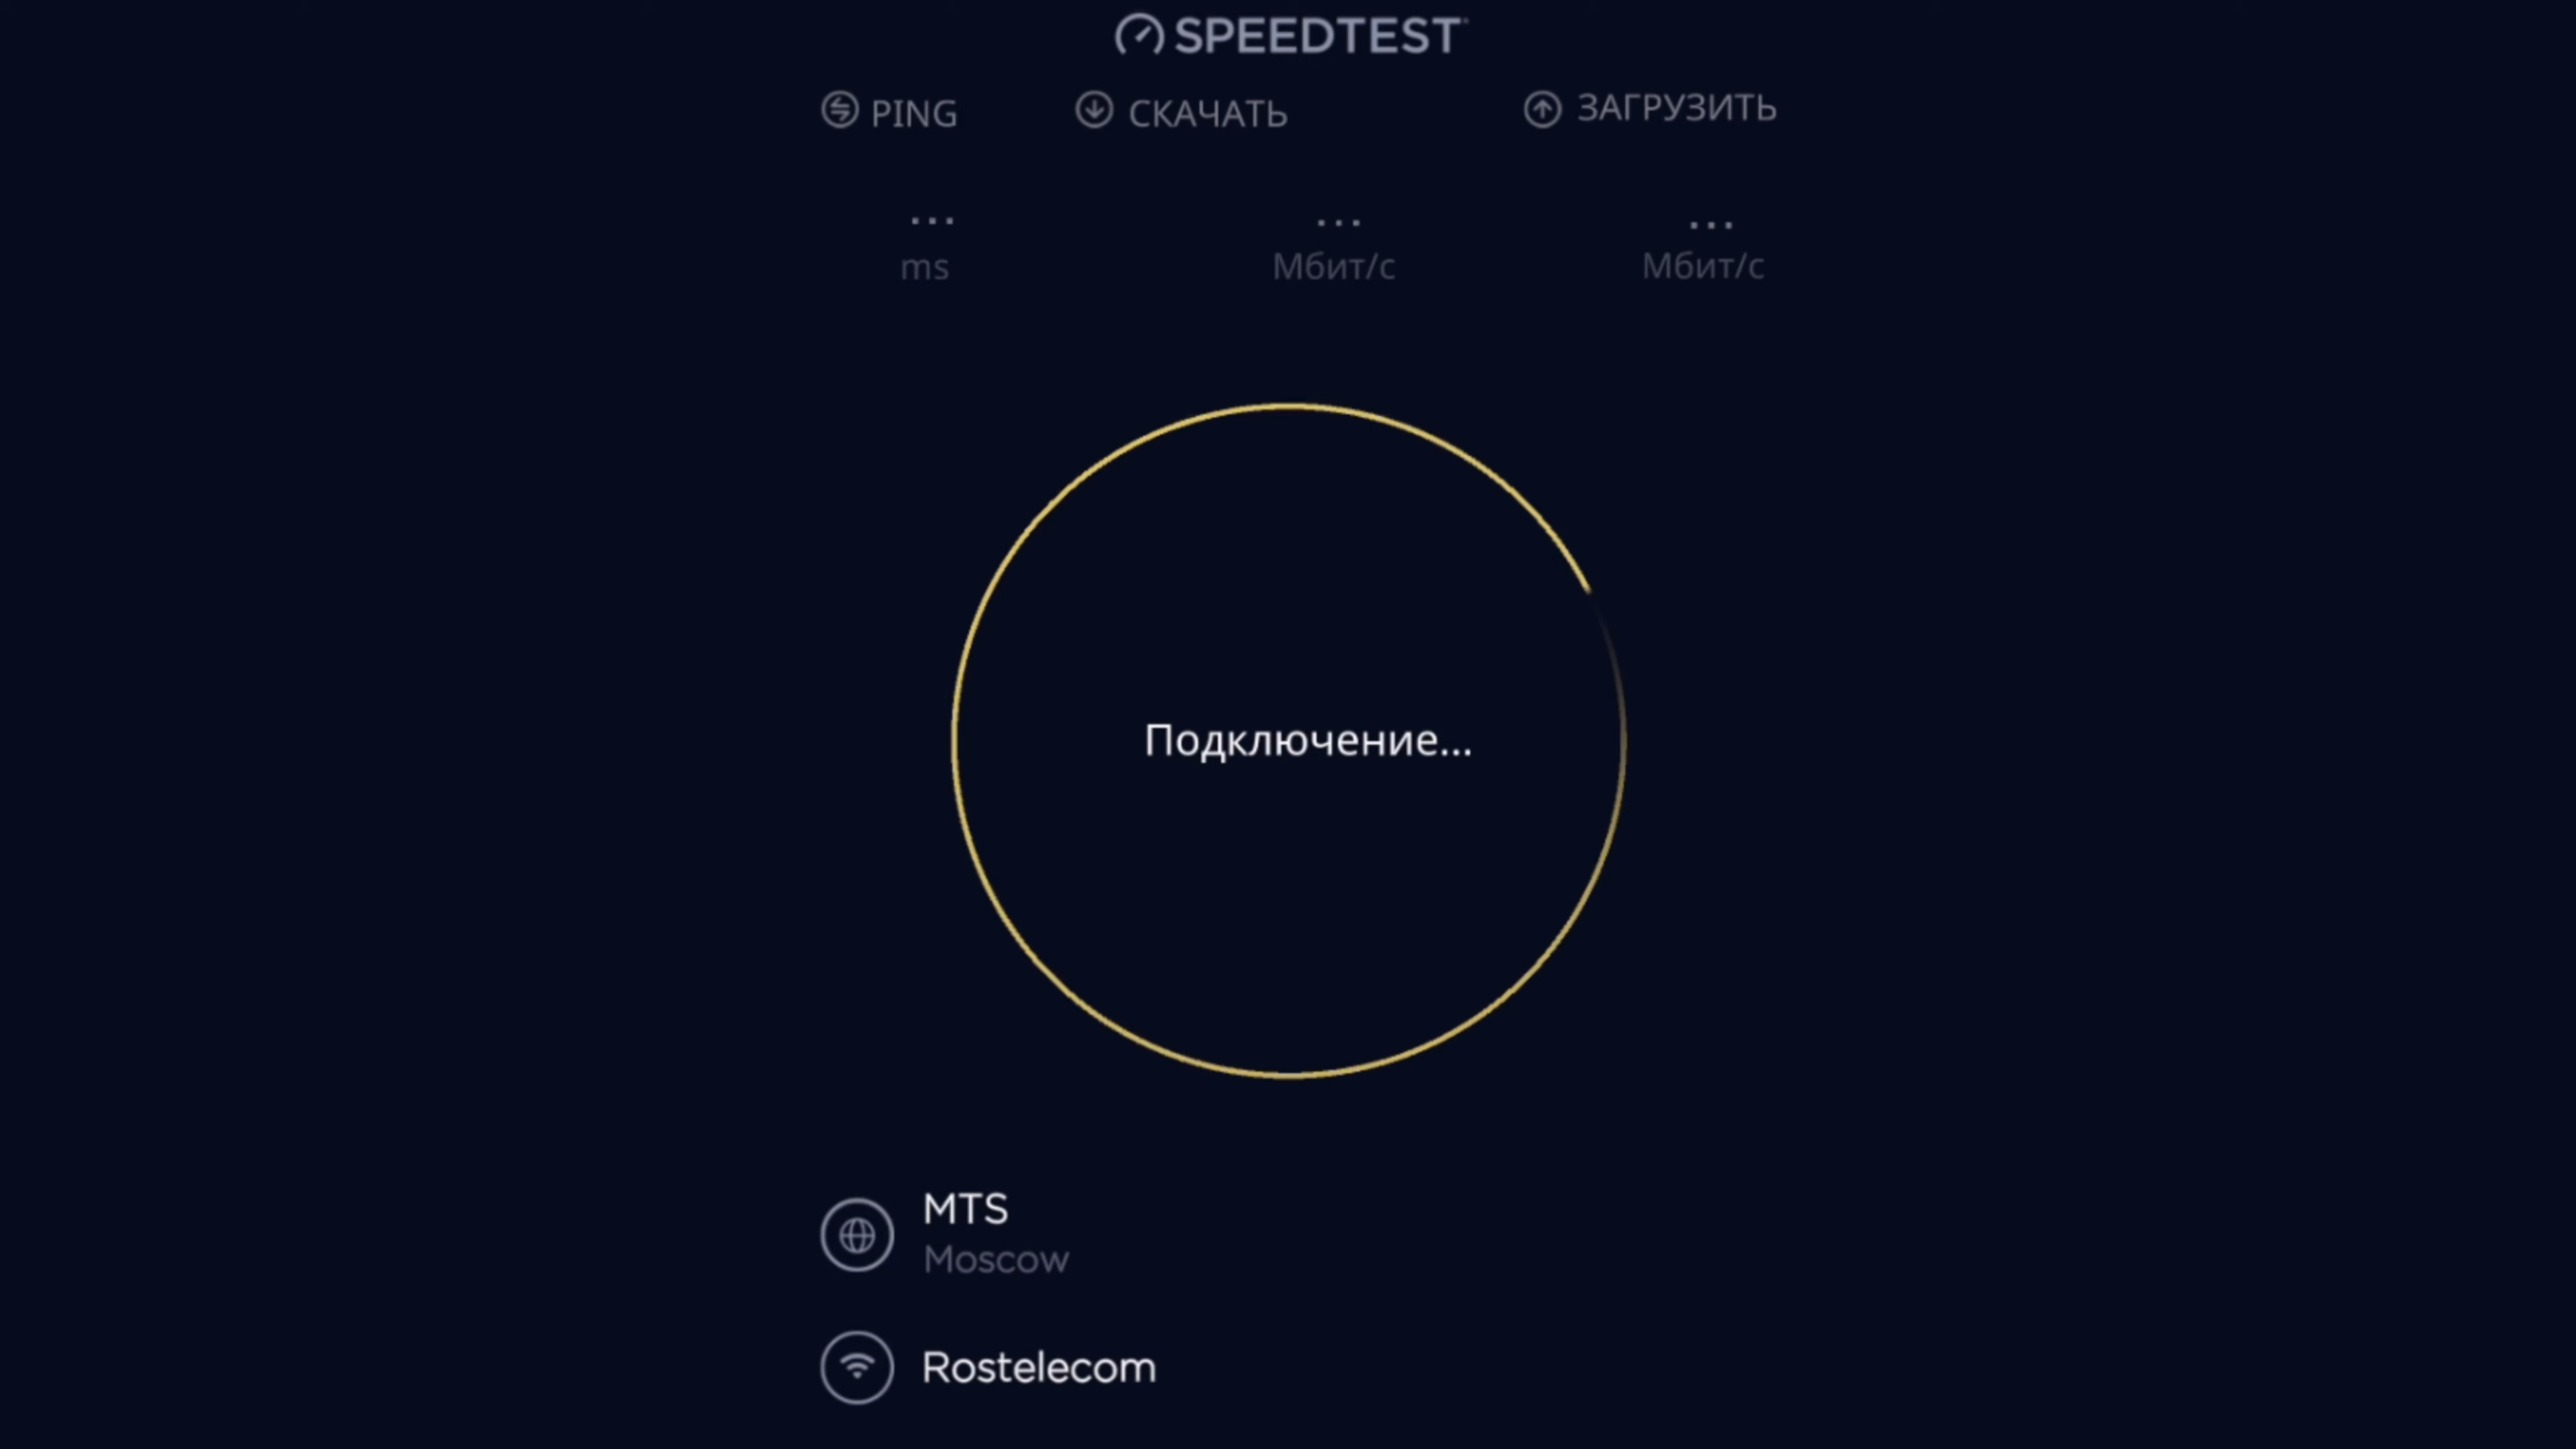 SPEEDTEST
PING СКАЧАТЬ ЗАГРУЗИТЬ
... ... ...
ms Мбит/с Мбит/с
Подключение...
MTS
Moscow
Rostelecom